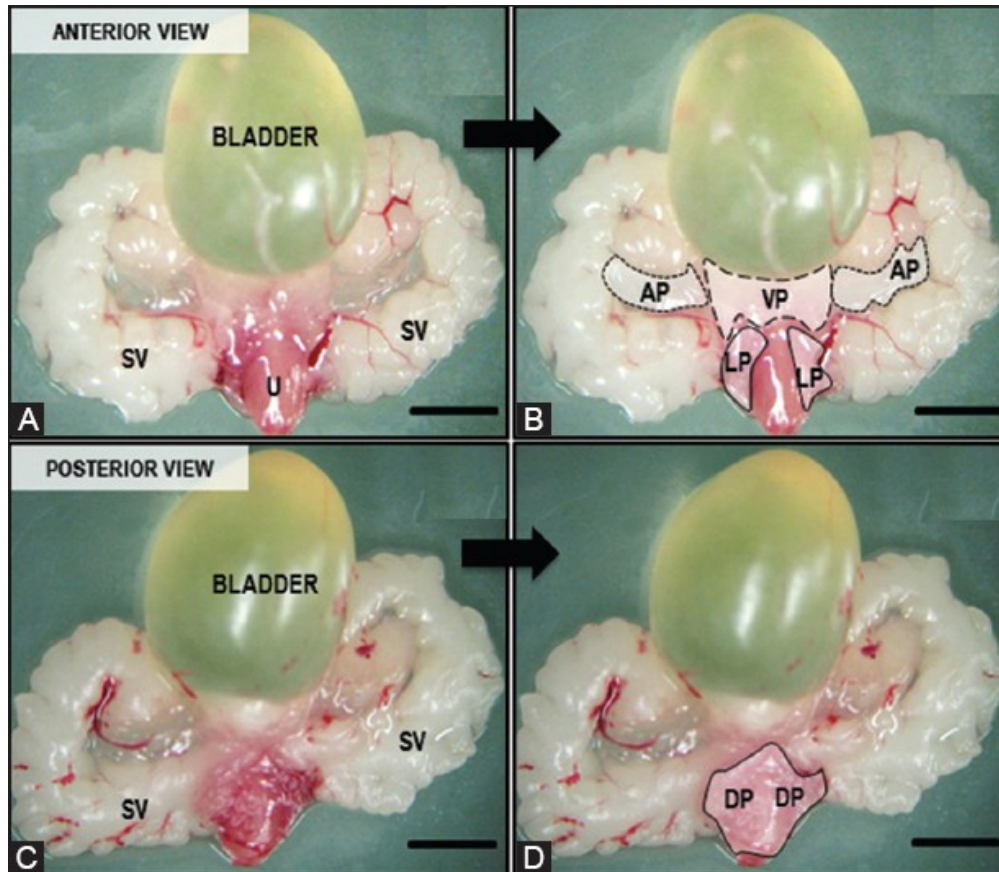 ANTERIOR VIEW
BLADDER
SV
SV
U
A
AP
AP
VP
LP
LP
B
POSTERIOR VIEW
BLADDER
SV
SV
C
DP
DP
D